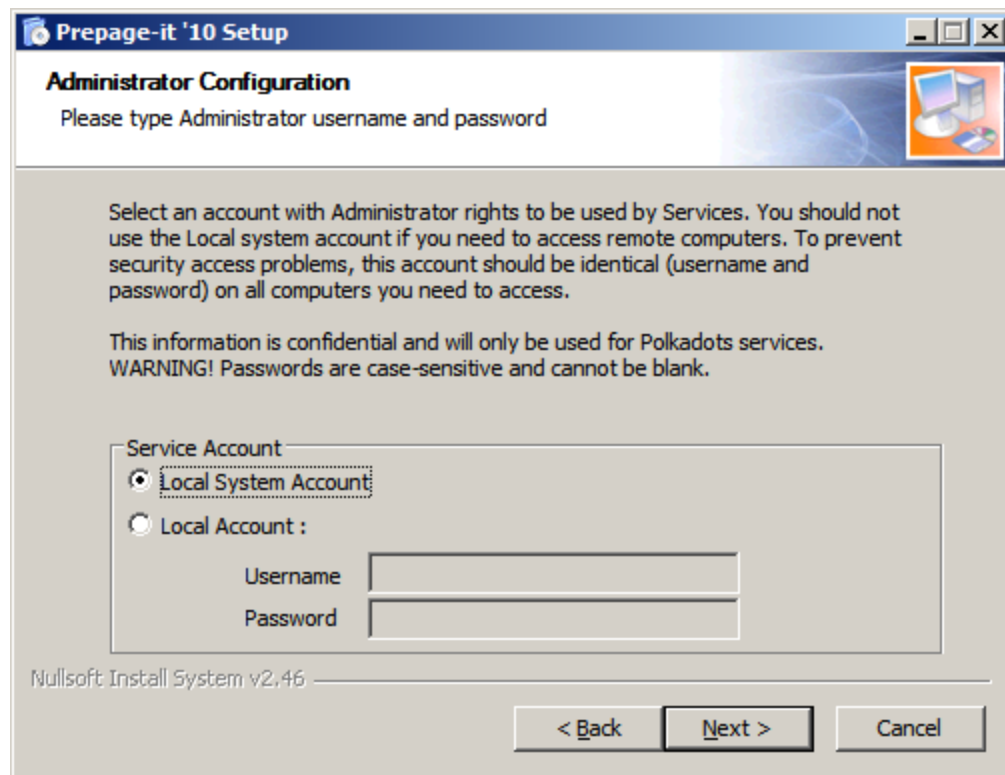 Prepage-it '10 Setup
Administrator Configuration
Please type Administrator username and password
Select an account with Administrator rights to be used by Services. You should not
use the Local system account if you need to access remote computers. To prevent
security access problems, this account should be identical (username and
password) on all computers you need to access.
This information is confidential and will only be used for Polkadots services.
WARNING! Passwords are case-sensitive and cannot be blank.
Service Account
Local System Account
Local Account :
Username
Password
Nullsoft Install System v2.46
< Back
Next >
Cancel